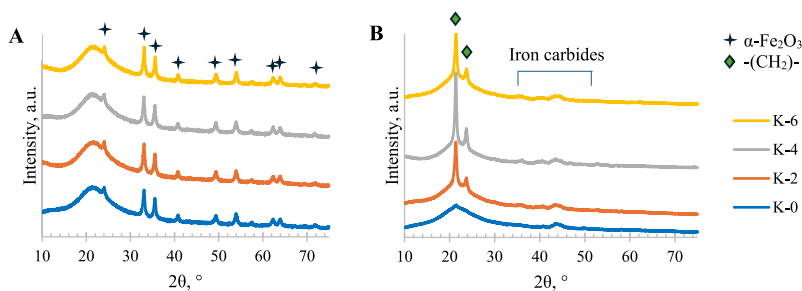 A
Intensity, a.u.
10 20 30 40 50 60 70
2θ, °
B
Iron carbides
Intensity, a.u.
10 20 30 40 50 60 70
2θ, °
α-Fe₂O₃
-(CH₂)-
K-6
K-4
K-2
K-0